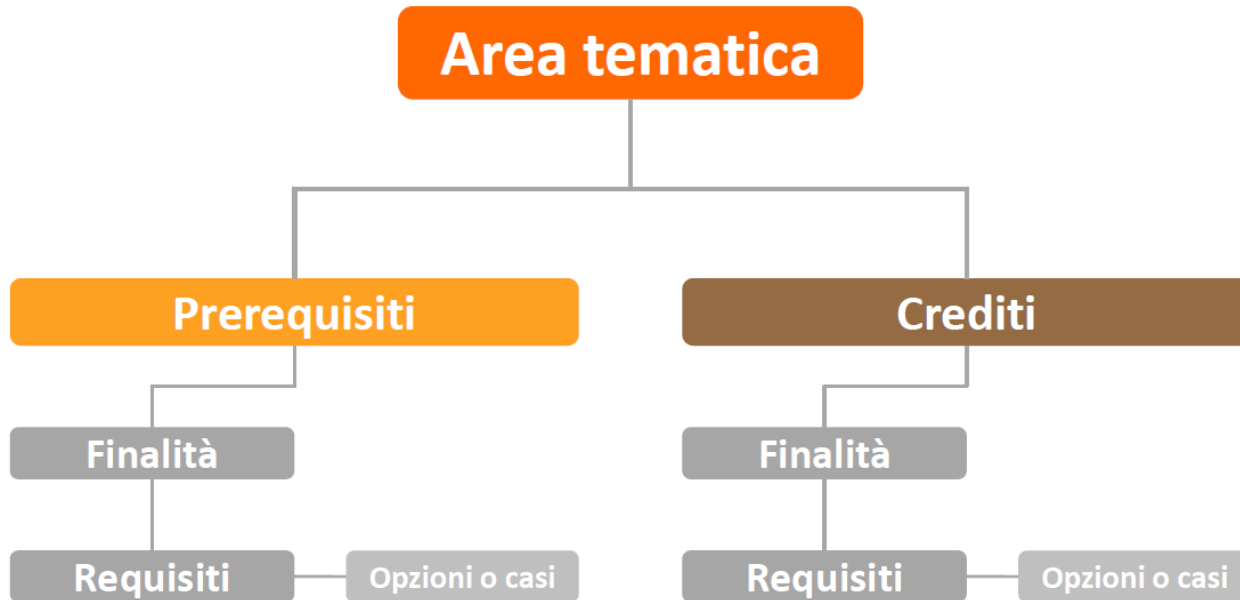 Area tematica
Prerequisiti
Crediti
Finalità
Finalità
Requisiti
Opzioni o casi
Requisiti
Opzioni o casi